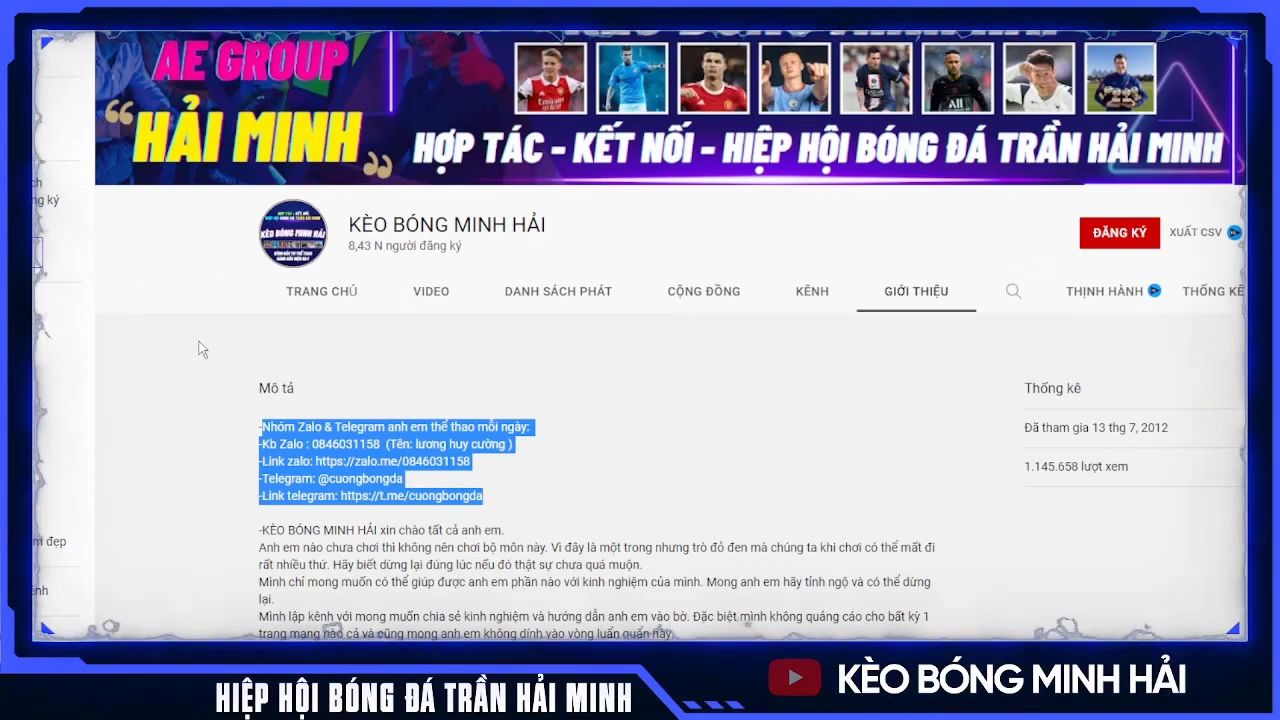 AE GROUP
“HẢI MINH”
HỢP TÁC - KẾT NỐI - HIỆP HỘI BÓNG ĐÁ TRẦN HẢI MINH
KÈO BÓNG MINH HẢI
8,43 N người đăng ký
ĐĂNG KÝ
XUẤT CSV
TRANG CHỦ VIDEO DANH SÁCH PHÁT CỘNG ĐỒNG KÊNH GIỚI THIỆU THỊNH HÀNH THỐNG KÊ
Mô tả
-Nhóm Zalo & Telegram anh em thể thao mỗi ngày:
-Kb Zalo : 0846031158 (Tên: lương huy cường )
-Link zalo: https://zalo.me/0846031158
-Telegram: @cuongbongda
-Link telegram: https://t.me/cuongbongda
-KÈO BÓNG MINH HẢI xin chào tất cả anh em.
Anh em nào chưa chơi thì không nên chơi bộ môn này. Vì đây là một trong nhưng trò đỏ đen mà chúng ta khi chơi có thể mất đi
rất nhiều thứ. Hãy biết dừng lại đúng lúc nếu đó thật sự chưa quá muộn.
Mình chỉ mong muốn có thể giúp được anh em phần nào với kinh nghiệm của mình. Mong anh em hãy tỉnh ngộ và có thể dừng
lại.
Mình lập kênh với mong muốn chia sẻ kinh nghiệm và hướng dẫn anh em vào bờ. Đặc biệt mình không quảng cáo cho bất kỳ 1
trang mạng nào cả và cũng mong anh em không dính vào vòng luẩn quẩn này
Thống kê
Đã tham gia 13 thg 7, 2012
1.145.658 lượt xem
HIỆP HỘI BÓNG ĐÁ TRẦN HẢI MINH
KÈO BÓNG MINH HẢI